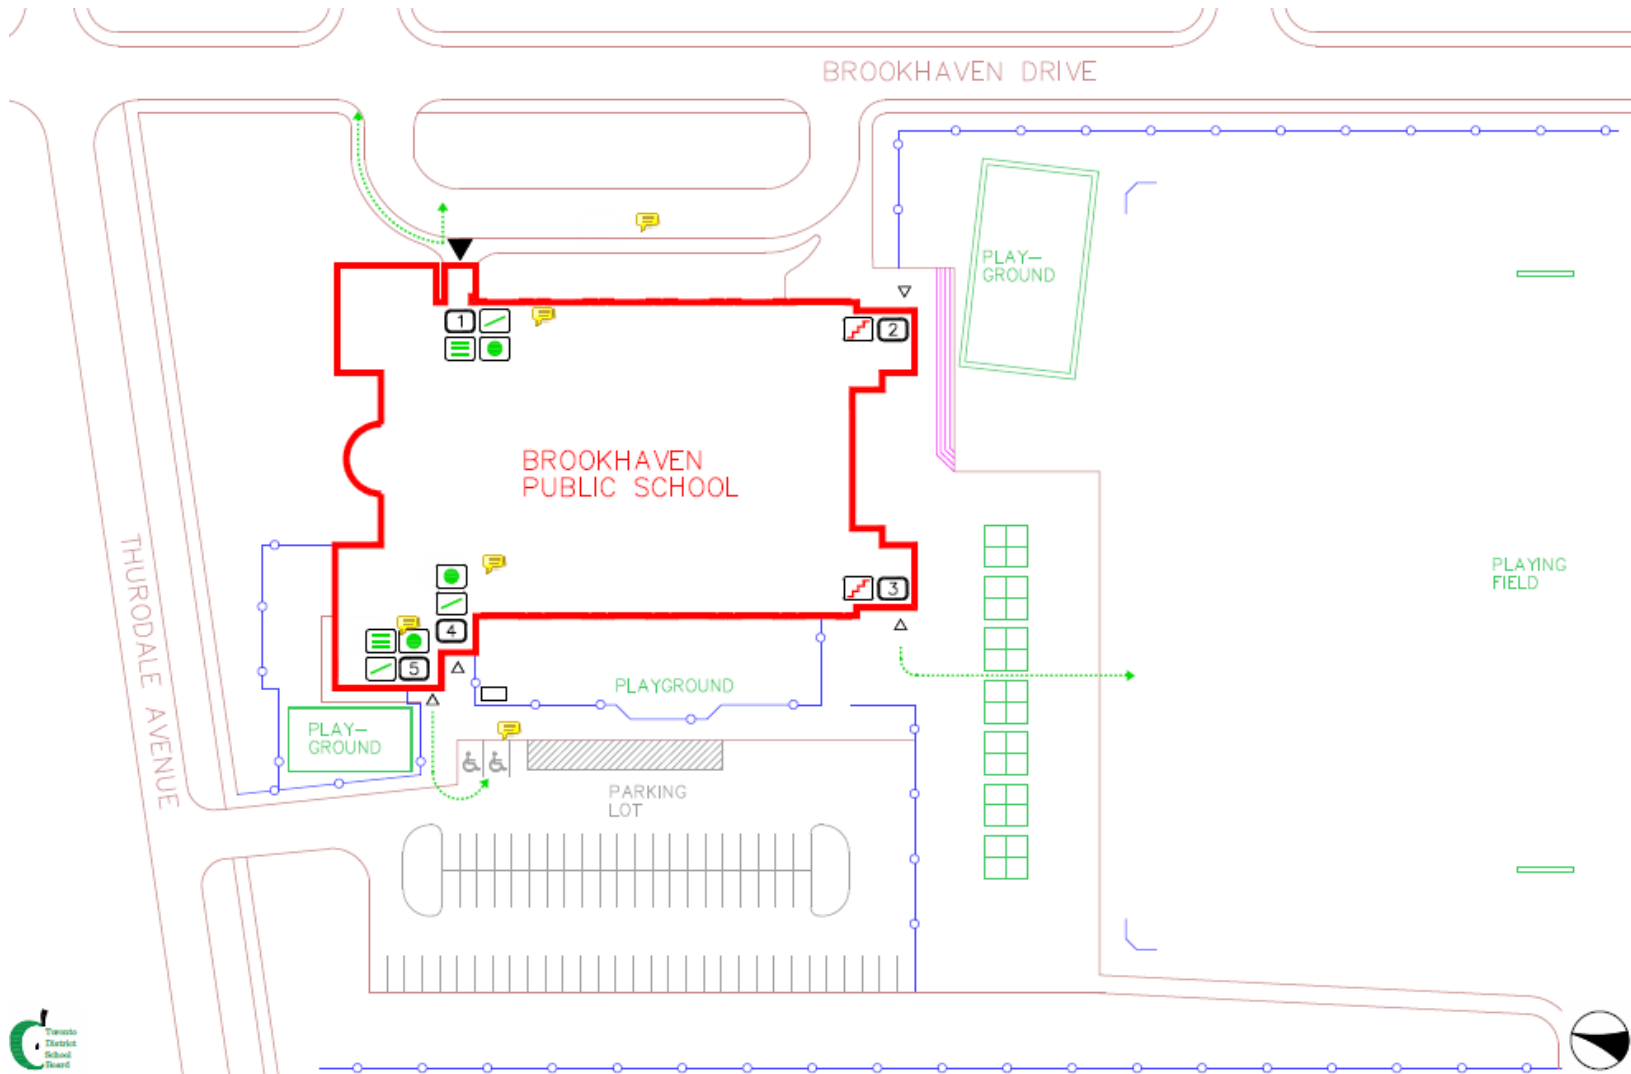 BROOKHAVEN DRIVE
PLAY-
GROUND
1
2
BROOKHAVEN
PUBLIC SCHOOL
THURODALE AVENUE
PLAYING
FIELD
3
4
5
PLAYGROUND
PLAY-
GROUND
PARKING
LOT
Toronto
District
School
Board